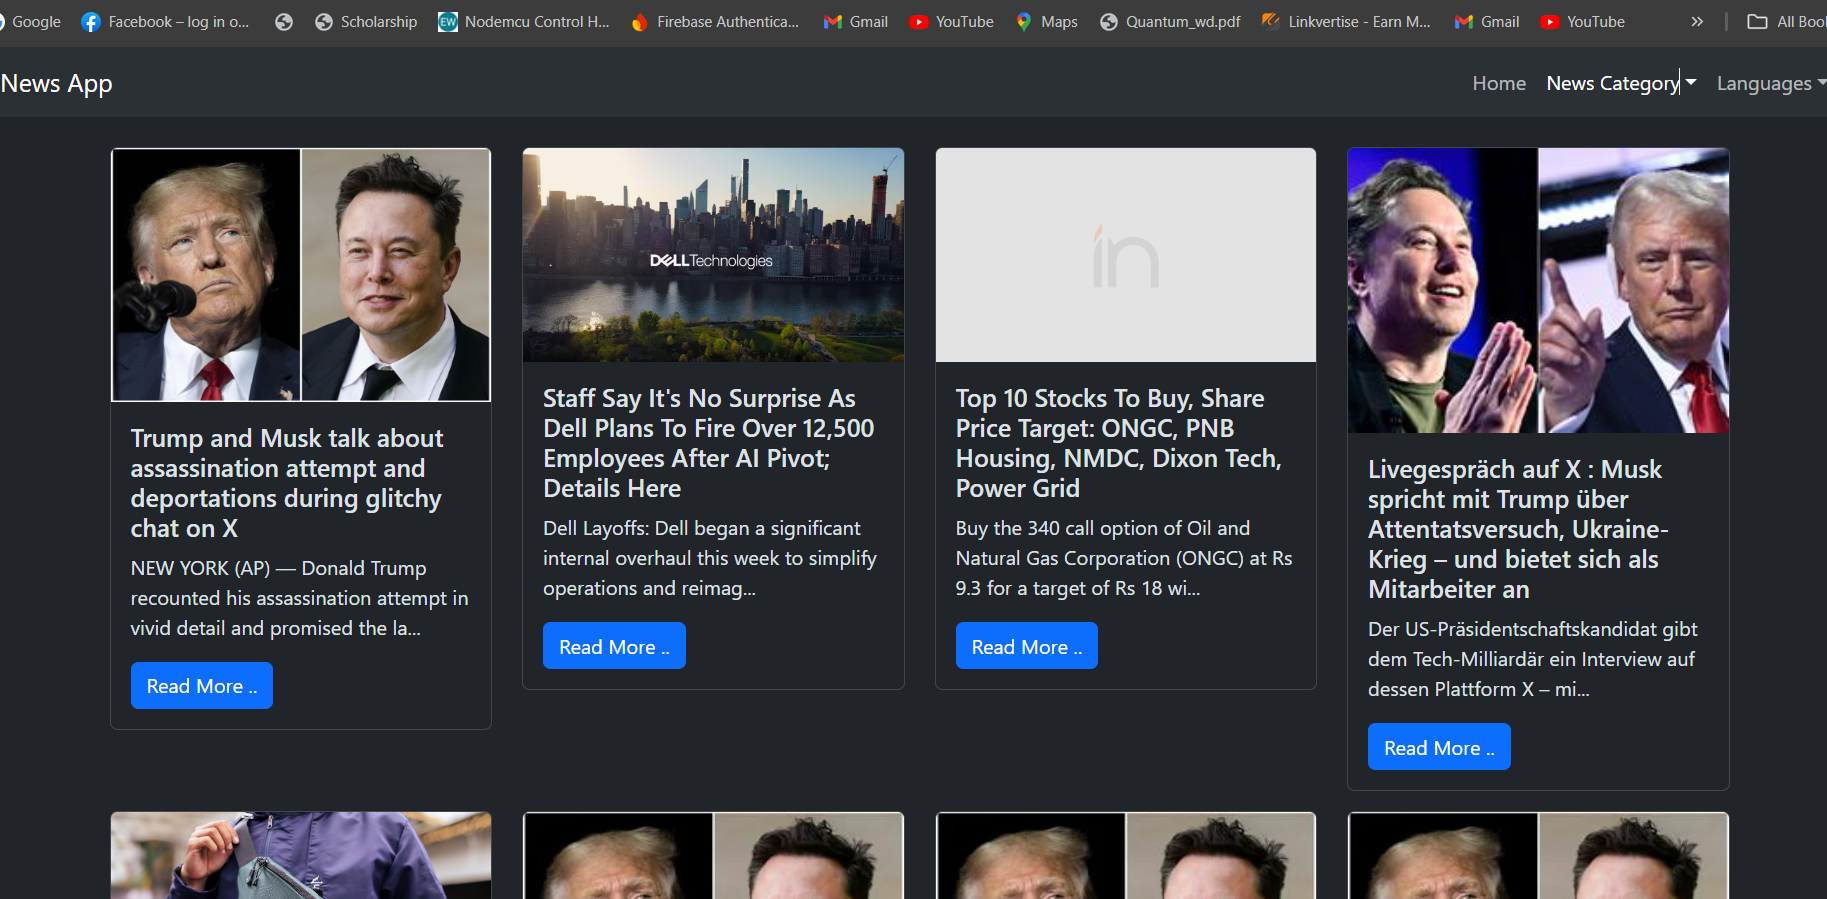 Google Facebook – log in o... Scholarship Nodemcu Control H... Firebase Authentica... Gmail YouTube Maps Quantum_wd.pdf Linkvertise - Earn M... Gmail YouTube » All Boo
News App Home News Category Languages
Trump and Musk talk about
assassination attempt and
deportations during glitchy
chat on X
NEW YORK (AP) — Donald Trump
recounted his assassination attempt in
vivid detail and promised the la...
Read More ..
DELLTechnologies
Staff Say It's No Surprise As
Dell Plans To Fire Over 12,500
Employees After AI Pivot;
Details Here
Dell Layoffs: Dell began a significant
internal overhaul this week to simplify
operations and reimag...
Read More ..
in
Top 10 Stocks To Buy, Share
Price Target: ONGC, PNB
Housing, NMDC, Dixon Tech,
Power Grid
Buy the 340 call option of Oil and
Natural Gas Corporation (ONGC) at Rs
9.3 for a target of Rs 18 wi...
Read More ..
Livegespräch auf X : Musk
spricht mit Trump über
Attentatsversuch, Ukraine-
Krieg – und bietet sich als
Mitarbeiter an
Der US-Präsidentschaftskandidat gibt
dem Tech-Milliardär ein Interview auf
dessen Plattform X – mi...
Read More ..